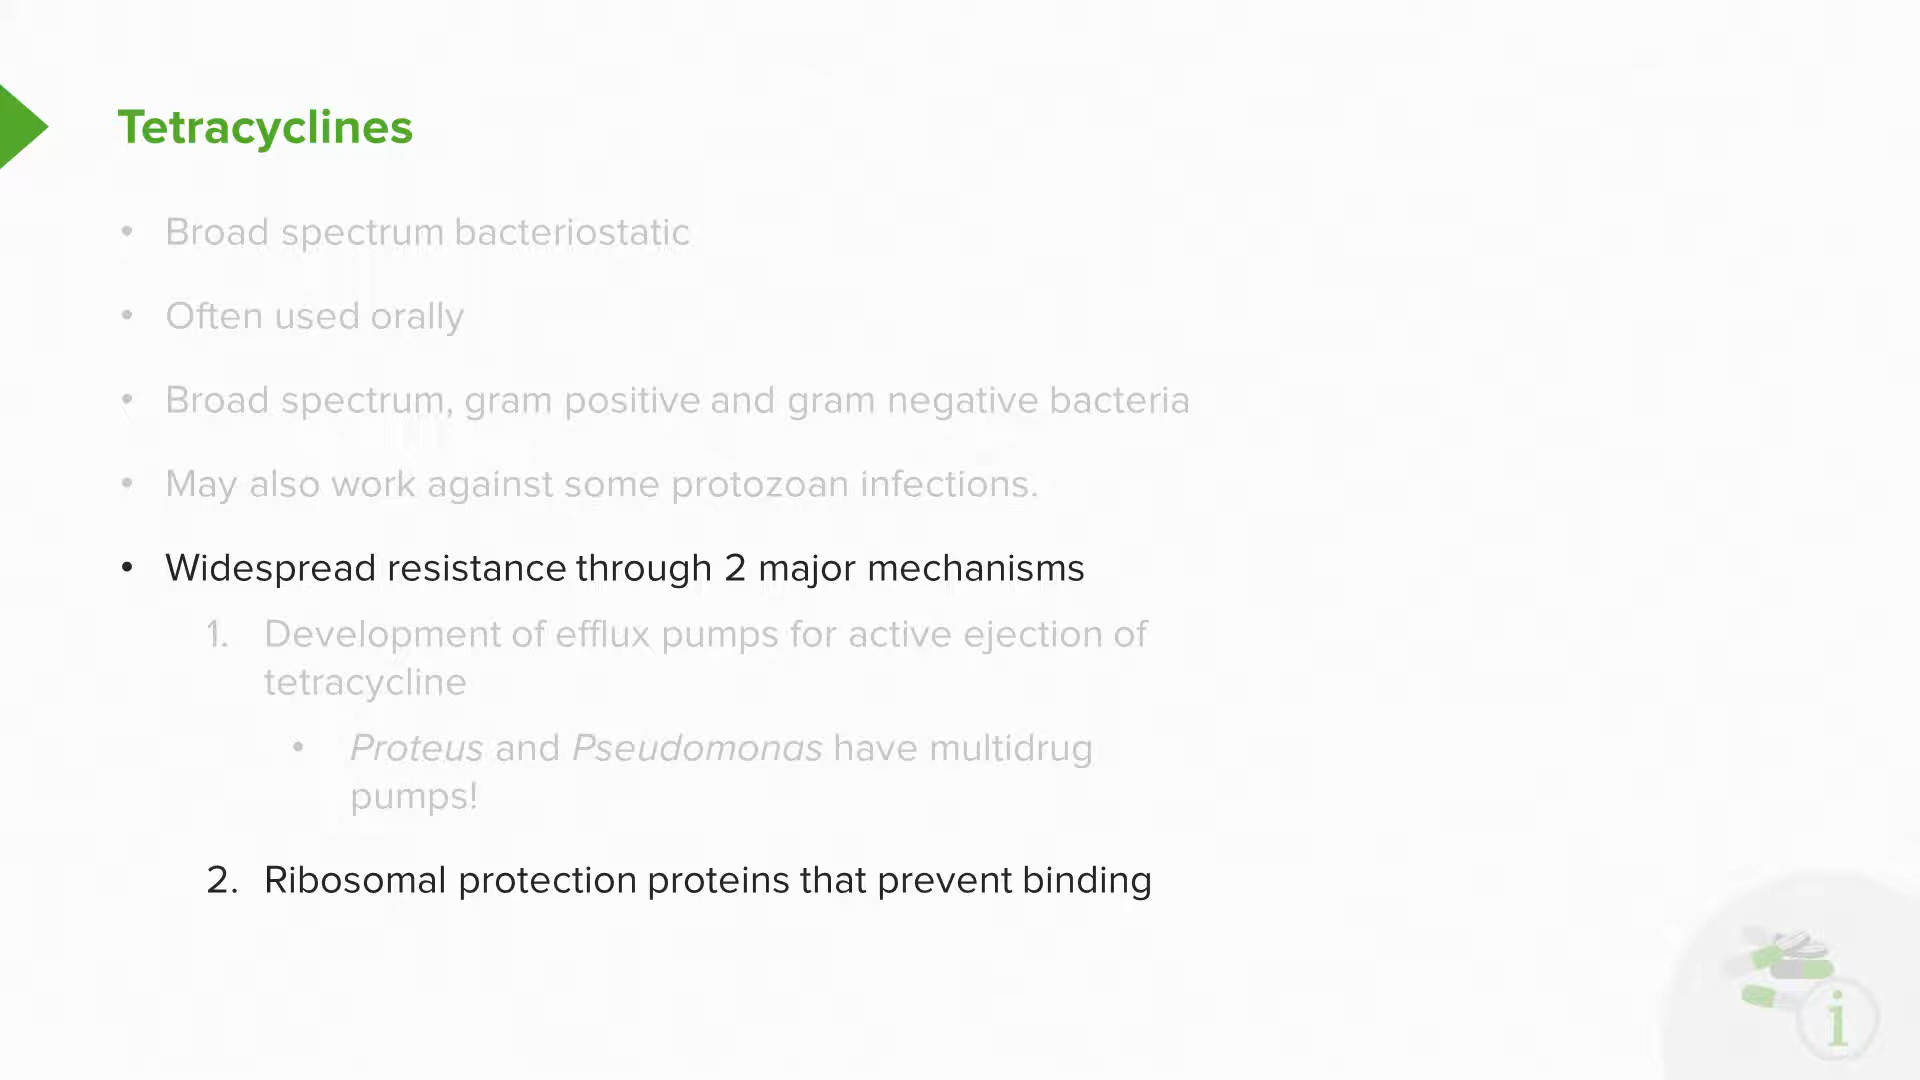 Tetracyclines
• Broad spectrum bacteriostatic
• Often used orally
• Broad spectrum, gram positive and gram negative bacteria
• May also work against some protozoan infections.
• Widespread resistance through 2 major mechanisms
1. Development of efflux pumps for active ejection of
tetracycline
• Proteus and Pseudomonas have multidrug
pumps!
2. Ribosomal protection proteins that prevent binding
i